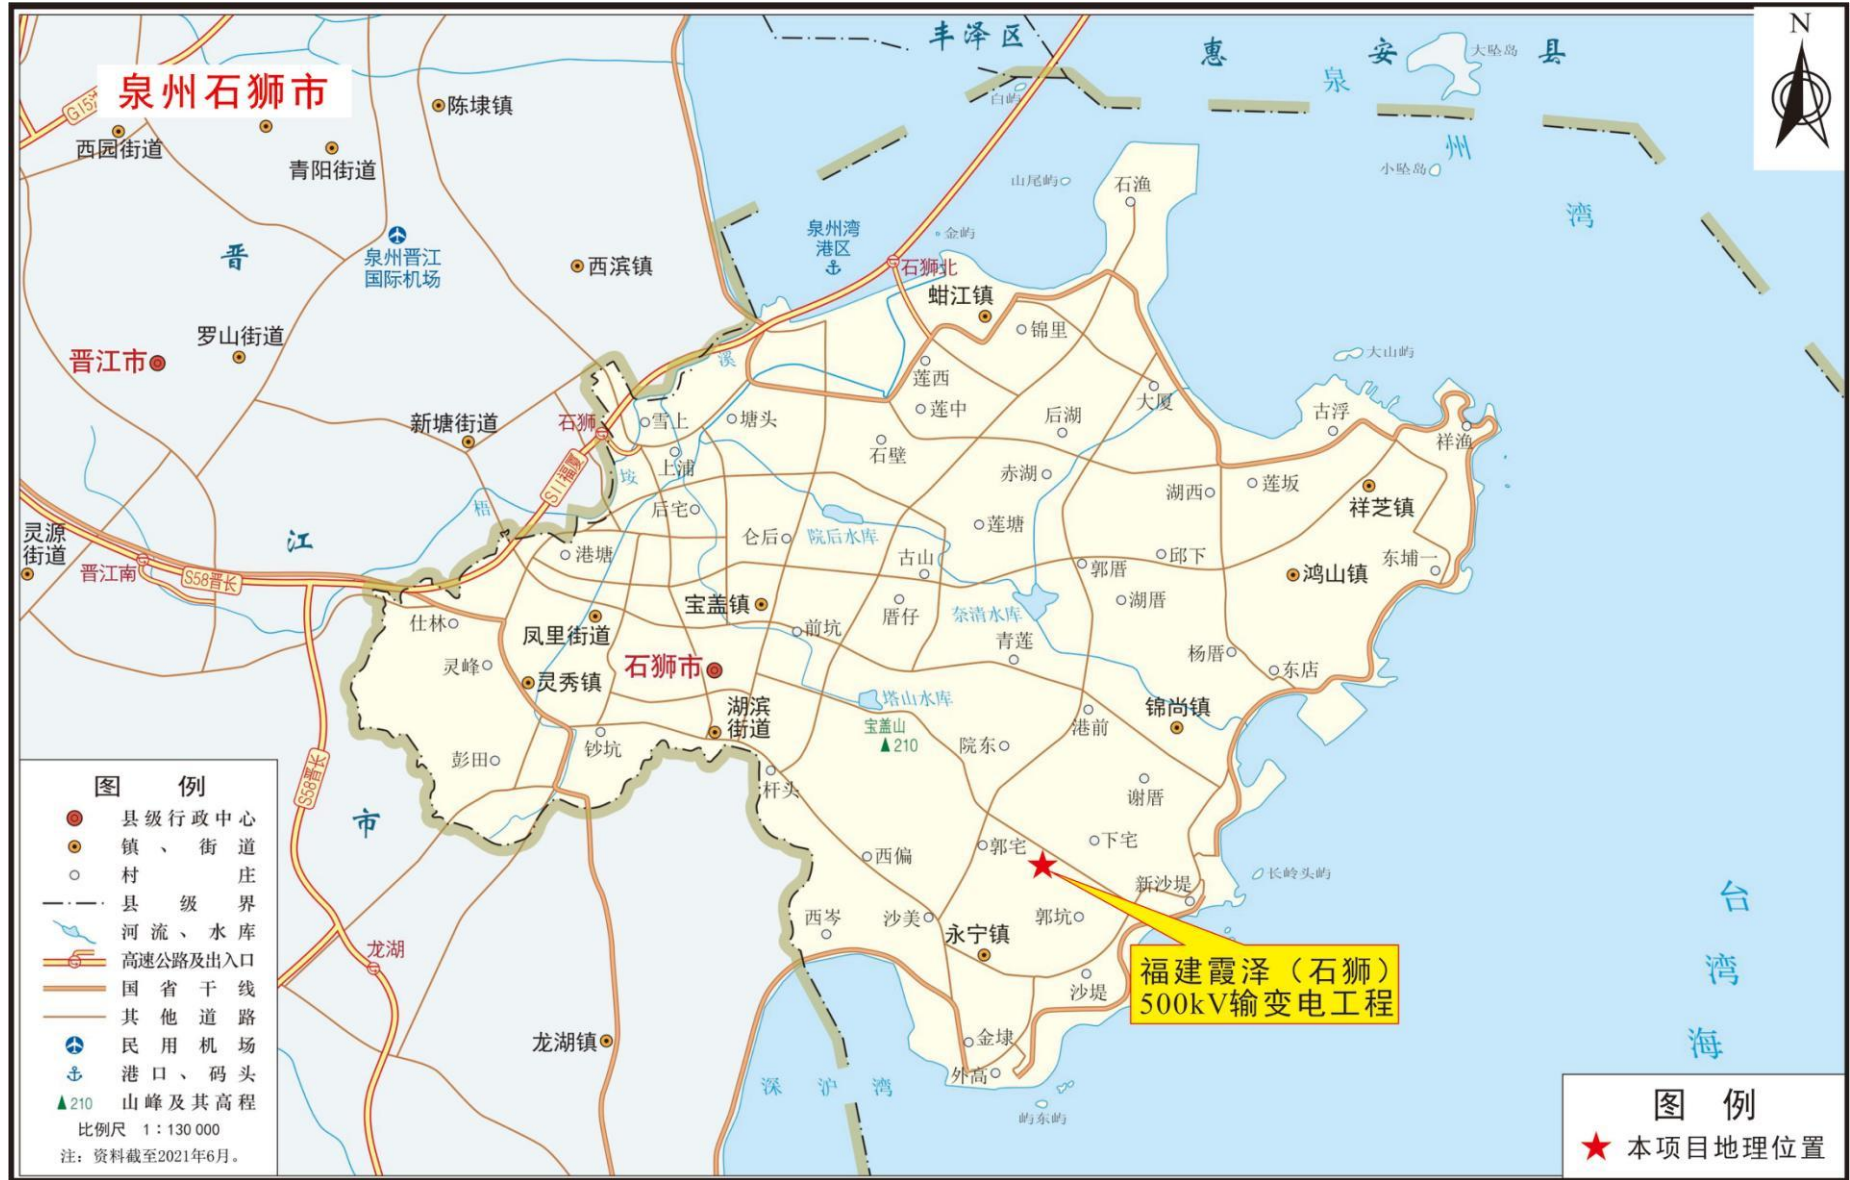 丰泽区
惠安县
N
大坠岛
泉州湾
泉州石狮市
G15
陈埭镇
白屿
西园街道
青阳街道
小坠岛
山尾屿
石渔
晋江市
泉州湾
港区
金屿
泉州晋江
国际机场
西滨镇
石狮北
蚶江镇
锦里
罗山街道
晋江市
大山屿
溪
莲西
大厦
莲中
古浮
新塘街道
石狮
雪上
塘头
后湖
祥渔
石壁
上浦
S11福厦
垵
赤湖
湖西
莲坂
祥芝镇
梧
后宅
莲塘
灵源
街道
仑后
院后水库
港塘
古山
邱下
东埔一
晋江南
S58晋长
郭厝
鸿山镇
宝盖镇
厝仔
奈清水库
湖厝
仕林
凤里街道
前坑
青莲
灵峰
石狮市
杨厝
东店
灵秀镇
塔山水库
湖滨
街道
宝盖山
210
港前
锦尚镇
钞坑
院东
彭田
S58晋长
杆头
谢厝
下宅
郭宅
西偏
新沙堤
长岭头屿
西岑
沙美
郭坑
永宁镇
龙湖
沙堤
福建霞泽（石狮）
500kV输变电工程
龙湖镇
金埭
外高
深沪湾
屿东屿
台湾海
图例
县级行政中心
镇、街道
村庄
县级界
河流、水库
高速公路及出入口
国省干线
其他道路
民用机场
港口、码头
210 山峰及其高程
比例尺 1：130 000
注：资料截至2021年6月。
图例
本项目地理位置